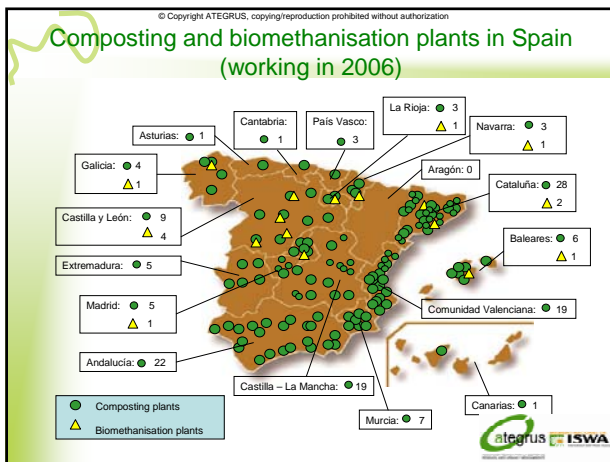 © Copyright ATEGRUS, copying/reproduction prohibited without authorization
Composting and biomethanisation plants in Spain
(working in 2006)
La Rioja: 3
1
Cantabria:
1
País Vasco:
3
Navarra: 3
1
Asturias: 1
Galicia: 4
1
Aragón: 0
Cataluña: 28
2
Castilla y León: 9
4
Baleares: 6
1
Extremadura: 5
Madrid: 5
1
Comunidad Valenciana: 19
Andalucía: 22
Castilla – La Mancha: 19
Canarias: 1
Murcia: 7
Composting plants
Biomethanisation plants
ategrus
ISWA